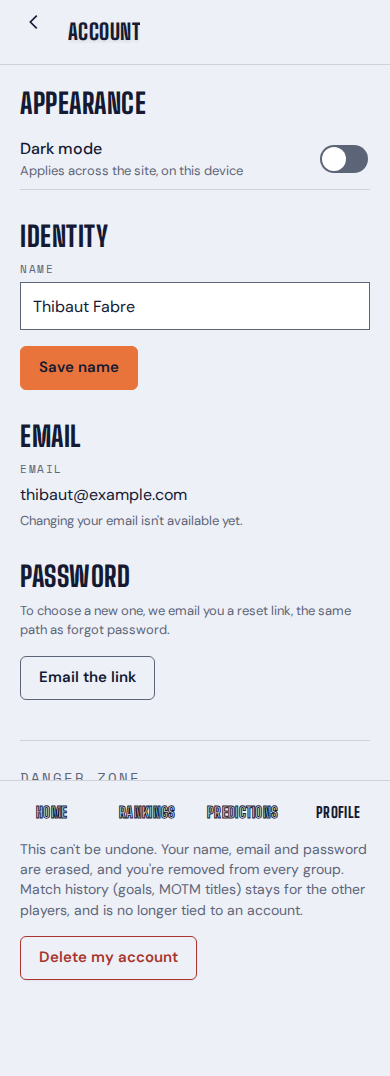 ACCOUNT
APPEARANCE
Dark mode
Applies across the site, on this device
IDENTITY
NAME
Thibaut Fabre
Save name
EMAIL
EMAIL
thibaut@example.com
Changing your email isn't available yet.
PASSWORD
To choose a new one, we email you a reset link, the same
path as forgot password.
Email the link
DANGER ZONE
HOME RANKINGS PREDICTIONS PROFILE
This can't be undone. Your name, email and password
are erased, and you're removed from every group.
Match history (goals, MOTM titles) stays for the other
players, and is no longer tied to an account.
Delete my account